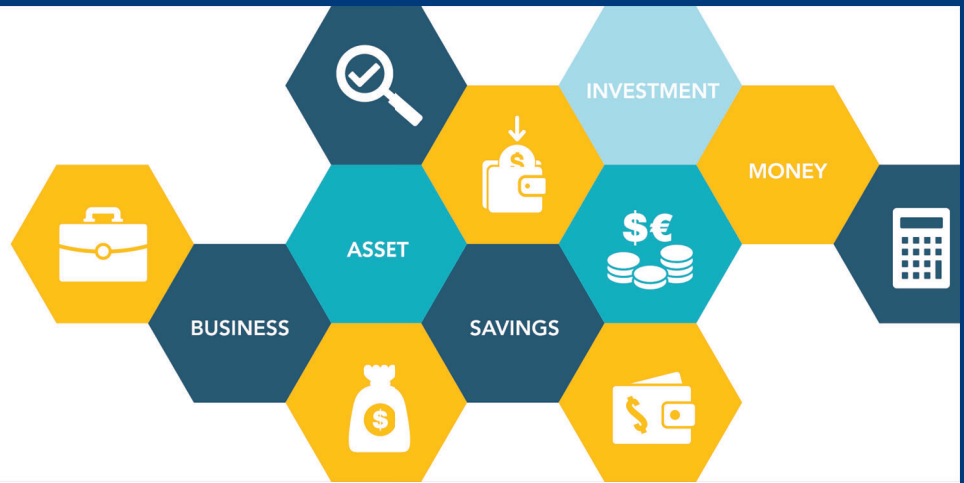 INVESTMENT
MONEY
$
$€
ASSET
BUSINESS
SAVINGS
$
$